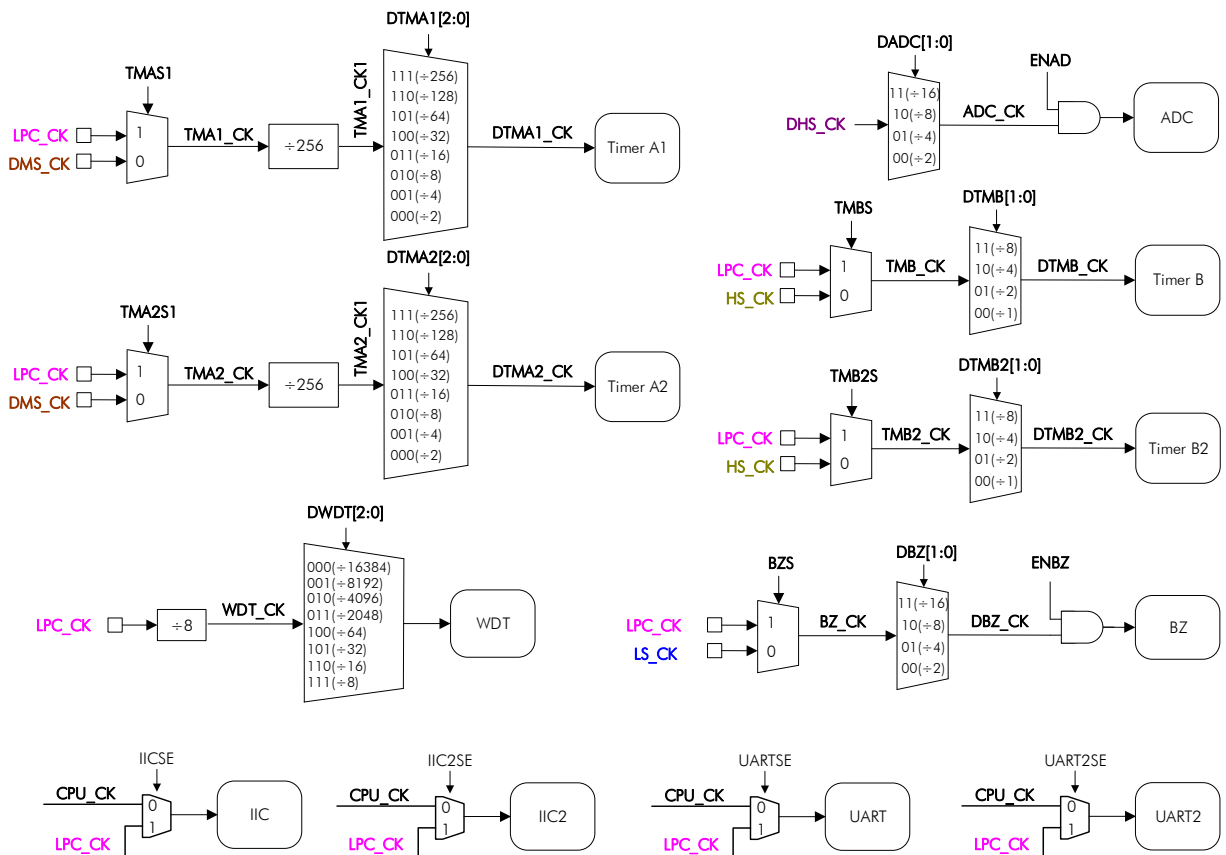 DTMA1[2:0]
TMAS1
LPC_CK
DMS_CK
1
0
TMA1_CK
÷256
TMA1_CK1
111(÷256)
110(÷128)
101(÷64)
100(÷32)
011(÷16)
010(÷8)
001(÷4)
000(÷2)
DTMA1_CK
Timer A1
DADC[1:0]
ENAD
DHS_CK
11(÷16)
10(÷8)
01(÷4)
00(÷2)
ADC_CK
ADC
DTMA2[2:0]
TMA2S1
LPC_CK
DMS_CK
1
0
TMA2_CK
÷256
TMA2_CK1
111(÷256)
110(÷128)
101(÷64)
100(÷32)
011(÷16)
010(÷8)
001(÷4)
000(÷2)
DTMA2_CK
Timer A2
TMBS
DTMB[1:0]
LPC_CK
HS_CK
1
0
TMB_CK
11(÷8)
10(÷4)
01(÷2)
00(÷1)
DTMB_CK
Timer B
TMB2S
DTMB2[1:0]
LPC_CK
HS_CK
1
0
TMB2_CK
11(÷8)
10(÷4)
01(÷2)
00(÷1)
DTMB2_CK
Timer B2
DWDT[2:0]
LPC_CK
÷8
WDT_CK
000(÷16384)
001(÷8192)
010(÷4096)
011(÷2048)
100(÷64)
101(÷32)
110(÷16)
111(÷8)
WDT
BZS
DBZ[1:0]
ENBZ
LPC_CK
LS_CK
1
0
BZ_CK
11(÷16)
10(÷8)
01(÷4)
00(÷2)
DBZ_CK
BZ
IICSE
CPU_CK
LPC_CK
0
1
IIC
IIC2SE
CPU_CK
LPC_CK
0
1
IIC2
UARTSE
CPU_CK
LPC_CK
0
1
UART
UART2SE
CPU_CK
LPC_CK
0
1
UART2